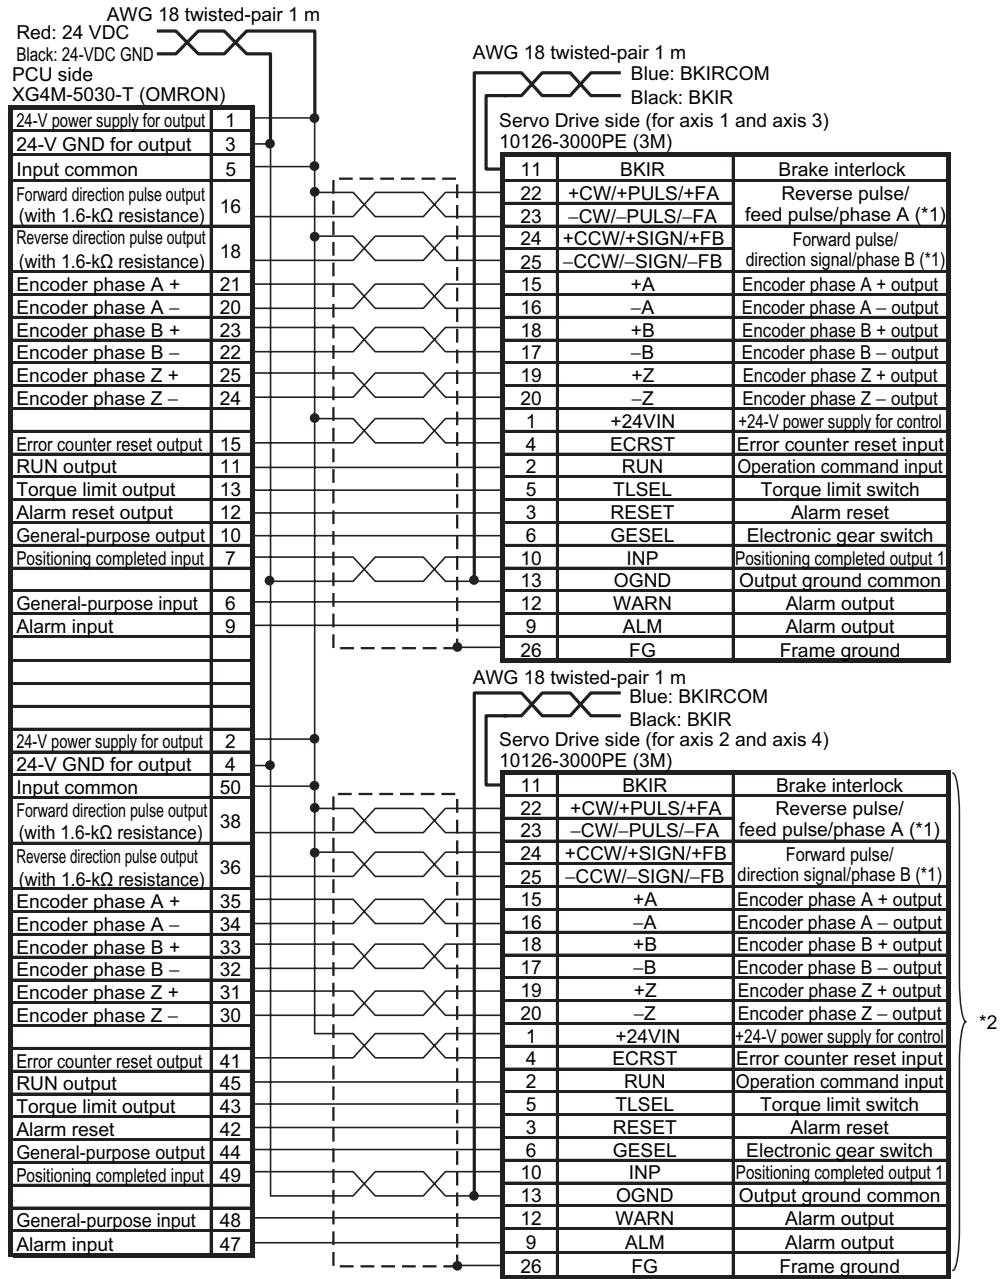 AWG 18 twisted-pair 1 m
Red: 24 VDC
Black: 24-VDC GND
PCU side
XG4M-5030-T (OMRON)
24-V power supply for output 1
24-V GND for output 3
Input common 5
Forward direction pulse output
(with 1.6-kΩ resistance) 16
Reverse direction pulse output
(with 1.6-kΩ resistance) 18
Encoder phase A + 21
Encoder phase A − 20
Encoder phase B + 23
Encoder phase B − 22
Encoder phase Z + 25
Encoder phase Z − 24
Error counter reset output 15
RUN output 11
Torque limit output 13
Alarm reset output 12
General-purpose output 10
Positioning completed input 7
General-purpose input 6
Alarm input 9
24-V power supply for output 2
24-V GND for output 4
Input common 50
Forward direction pulse output
(with 1.6-kΩ resistance) 38
Reverse direction pulse output
(with 1.6-kΩ resistance) 36
Encoder phase A + 35
Encoder phase A − 34
Encoder phase B + 33
Encoder phase B − 32
Encoder phase Z + 31
Encoder phase Z − 30
Error counter reset output 41
RUN output 45
Torque limit output 43
Alarm reset 42
General-purpose output 44
Positioning completed input 49
General-purpose input 48
Alarm input 47
AWG 18 twisted-pair 1 m
Blue: BKIRCOM
Black: BKIR
Servo Drive side (for axis 1 and axis 3)
10126-3000PE (3M)
11 BKIR Brake interlock
22 +CW/+PULS/+FA Reverse pulse/
23 −CW/−PULS/−FA feed pulse/phase A (*1)
24 +CCW/+SIGN/+FB Forward pulse/
25 −CCW/−SIGN/−FB direction signal/phase B (*1)
15 +A Encoder phase A + output
16 −A Encoder phase A − output
18 +B Encoder phase B + output
17 −B Encoder phase B − output
19 +Z Encoder phase Z + output
20 −Z Encoder phase Z − output
1 +24VIN +24-V power supply for control
4 ECRST Error counter reset input
2 RUN Operation command input
5 TLSEL Torque limit switch
3 RESET Alarm reset
6 GESEL Electronic gear switch
10 INP Positioning completed output 1
13 OGND Output ground common
12 WARN Alarm output
9 ALM Alarm output
26 FG Frame ground
AWG 18 twisted-pair 1 m
Blue: BKIRCOM
Black: BKIR
Servo Drive side (for axis 2 and axis 4)
10126-3000PE (3M)
11 BKIR Brake interlock
22 +CW/+PULS/+FA Reverse pulse/
23 −CW/−PULS/−FA feed pulse/phase A (*1)
24 +CCW/+SIGN/+FB Forward pulse/
25 −CCW/−SIGN/−FB direction signal/phase B (*1)
15 +A Encoder phase A + output
16 −A Encoder phase A − output
18 +B Encoder phase B + output
17 −B Encoder phase B − output
19 +Z Encoder phase Z + output
20 −Z Encoder phase Z − output
1 +24VIN +24-V power supply for control
4 ECRST Error counter reset input
2 RUN Operation command input
5 TLSEL Torque limit switch
3 RESET Alarm reset
6 GESEL Electronic gear switch
10 INP Positioning completed output 1
13 OGND Output ground common
12 WARN Alarm output
9 ALM Alarm output
26 FG Frame ground
*2